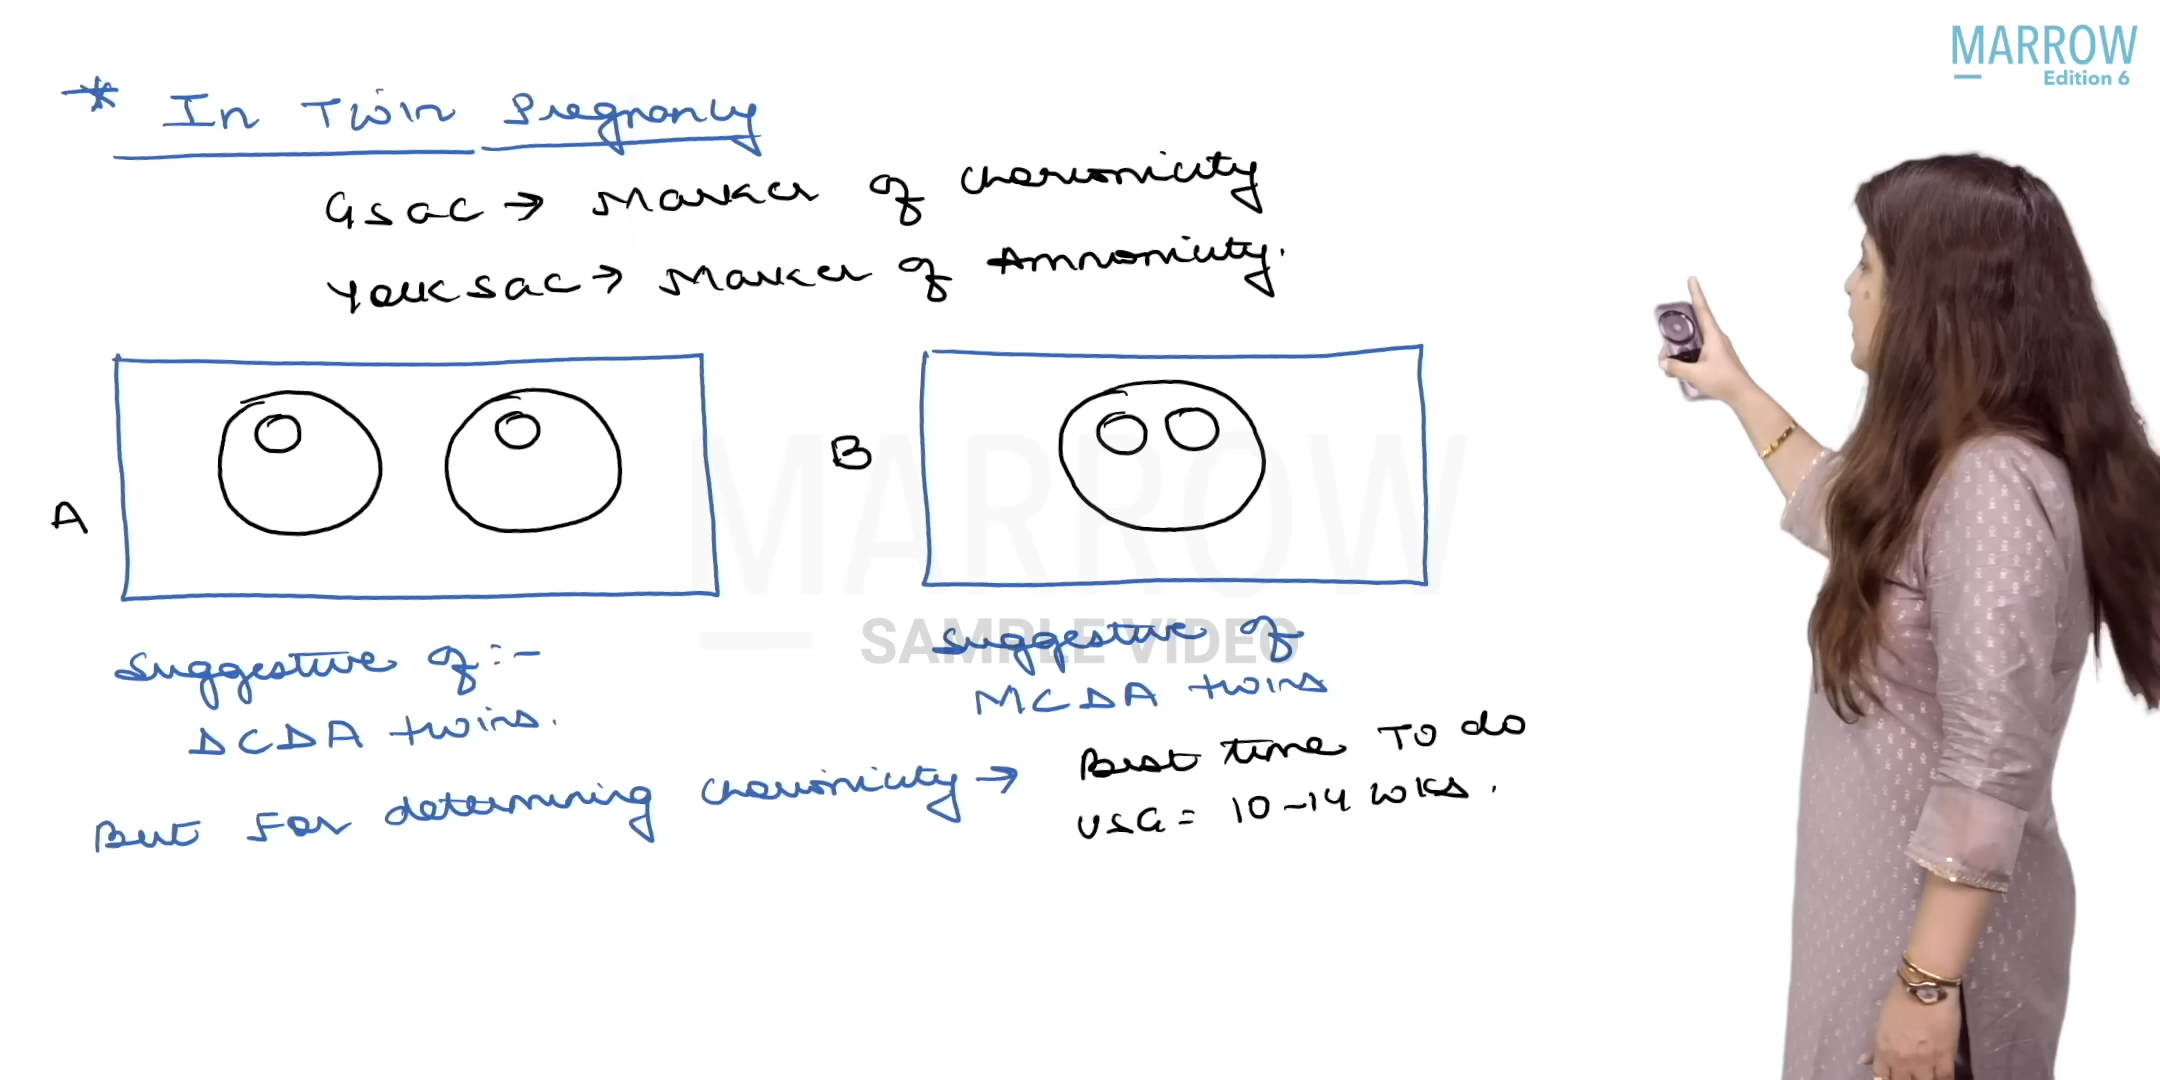 MARROW
Edition 6
* In Twin Pregnancy
GSac → Marker of Chorionicity
Yolk Sac → Marker of Amnionicity.
A
B
MARROW
SAMPLE VIDEO
Suggestive of :-
DCDA twins.
Suggestive of
MCDA twins
But for determining chorionicity → Best time To do
USG = 10-14 wks.